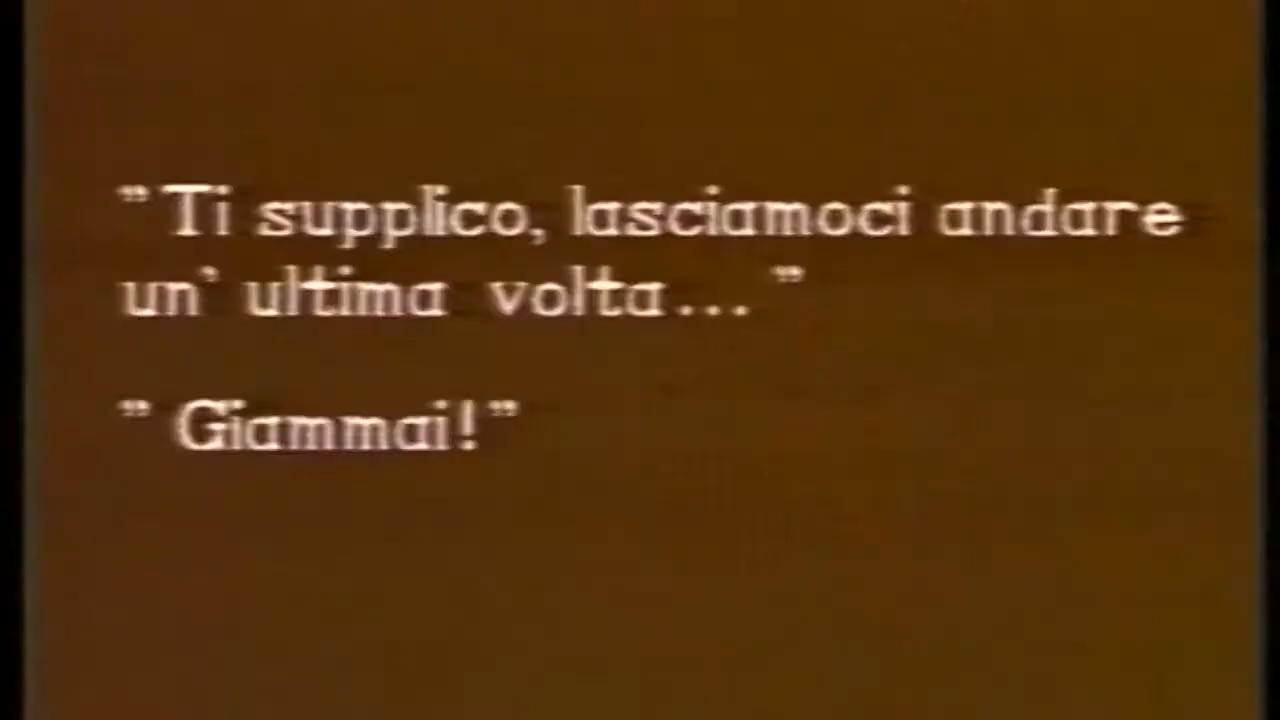 "Ti supplico, lasciamoci andare
un' ultima volta..."
"Giammai!"